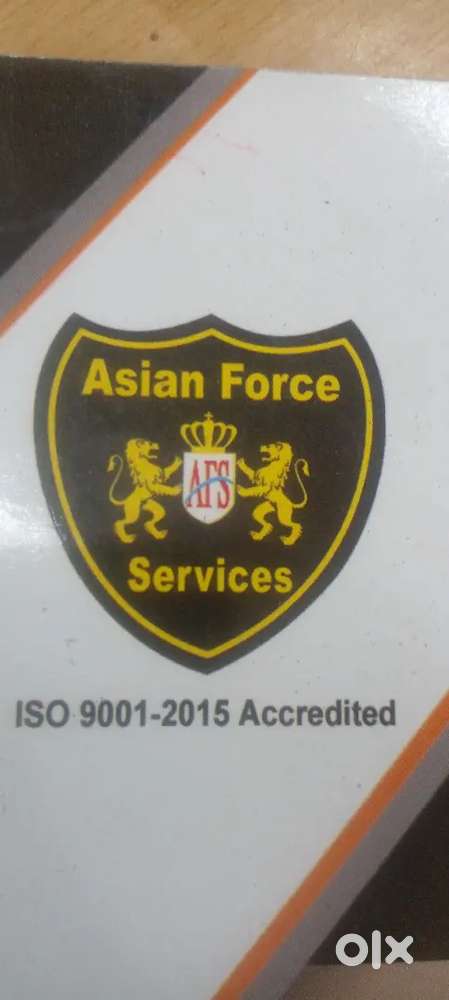 Asian Force
AFS
Services
ISO 9001-2015 Accredited
olx